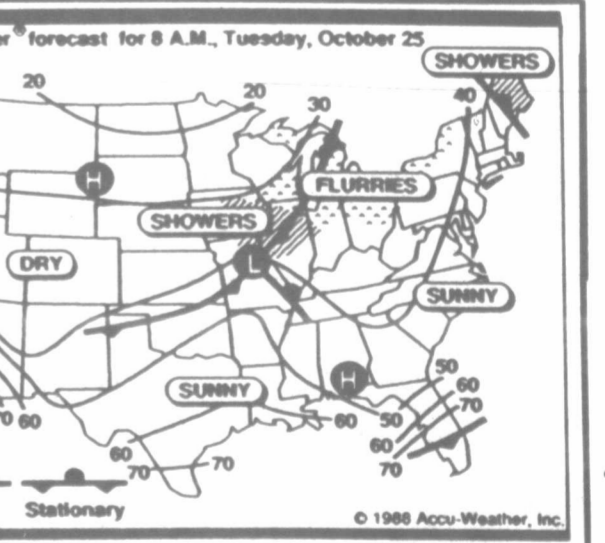 forecast for 8 A.M., Tuesday, October 25
SHOWERS
20
20
30
40
H
FLURRIES
SHOWERS
DRY
L
SUNNY
H
50
SUNNY
60
70
60
60
50
60
60
70
70
70
Stationary
© 1988 Accu-Weather, Inc.